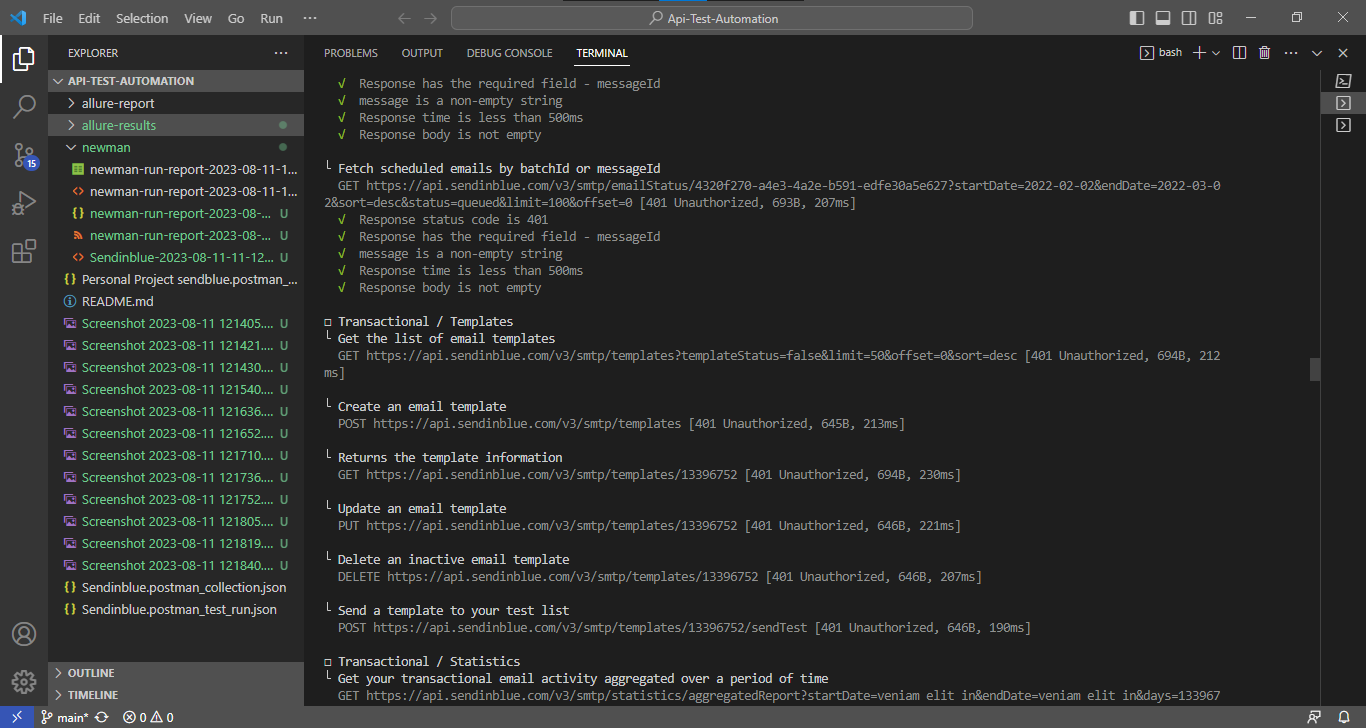 File Edit Selection View Go Run ···
Api-Test-Automation
EXPLORER
API-TEST-AUTOMATION
allure-report
allure-results
newman
newman-run-report-2023-08-11-1...
newman-run-report-2023-08-11-1...
newman-run-report-2023-08-... U
newman-run-report-2023-08-... U
Sendinblue-2023-08-11-11-12... U
Personal Project sendblue.postman_...
README.md
Screenshot 2023-08-11 121405.... U
Screenshot 2023-08-11 121421.... U
Screenshot 2023-08-11 121430.... U
Screenshot 2023-08-11 121540.... U
Screenshot 2023-08-11 121636.... U
Screenshot 2023-08-11 121652.... U
Screenshot 2023-08-11 121710.... U
Screenshot 2023-08-11 121736.... U
Screenshot 2023-08-11 121752.... U
Screenshot 2023-08-11 121805.... U
Screenshot 2023-08-11 121819.... U
Screenshot 2023-08-11 121840.... U
Sendinblue.postman_collection.json
Sendinblue.postman_test_run.json
OUTLINE
TIMELINE
15
PROBLEMS OUTPUT DEBUG CONSOLE TERMINAL
bash
√ Response has the required field - messageId
√ message is a non-empty string
√ Response time is less than 500ms
√ Response body is not empty
└ Fetch scheduled emails by batchId or messageId
GET https://api.sendinblue.com/v3/smtp/emailStatus/4320f270-a4e3-4a2e-b591-edfe30a5e627?startDate=2022-02-02&endDate=2022-03-0
2&sort=desc&status=queued&limit=100&offset=0 [401 Unauthorized, 693B, 207ms]
√ Response status code is 401
√ Response has the required field - messageId
√ message is a non-empty string
√ Response time is less than 500ms
√ Response body is not empty
□ Transactional / Templates
└ Get the list of email templates
GET https://api.sendinblue.com/v3/smtp/templates?templateStatus=false&limit=50&offset=0&sort=desc [401 Unauthorized, 694B, 212
ms]
└ Create an email template
POST https://api.sendinblue.com/v3/smtp/templates [401 Unauthorized, 645B, 213ms]
└ Returns the template information
GET https://api.sendinblue.com/v3/smtp/templates/13396752 [401 Unauthorized, 694B, 230ms]
└ Update an email template
PUT https://api.sendinblue.com/v3/smtp/templates/13396752 [401 Unauthorized, 646B, 221ms]
└ Delete an inactive email template
DELETE https://api.sendinblue.com/v3/smtp/templates/13396752 [401 Unauthorized, 646B, 207ms]
└ Send a template to your test list
POST https://api.sendinblue.com/v3/smtp/templates/13396752/sendTest [401 Unauthorized, 646B, 190ms]
□ Transactional / Statistics
└ Get your transactional email activity aggregated over a period of time
GET https://api.sendinblue.com/v3/smtp/statistics/aggregatedReport?startDate=veniam elit in&endDate=veniam elit in&days=133967
main* 0 0